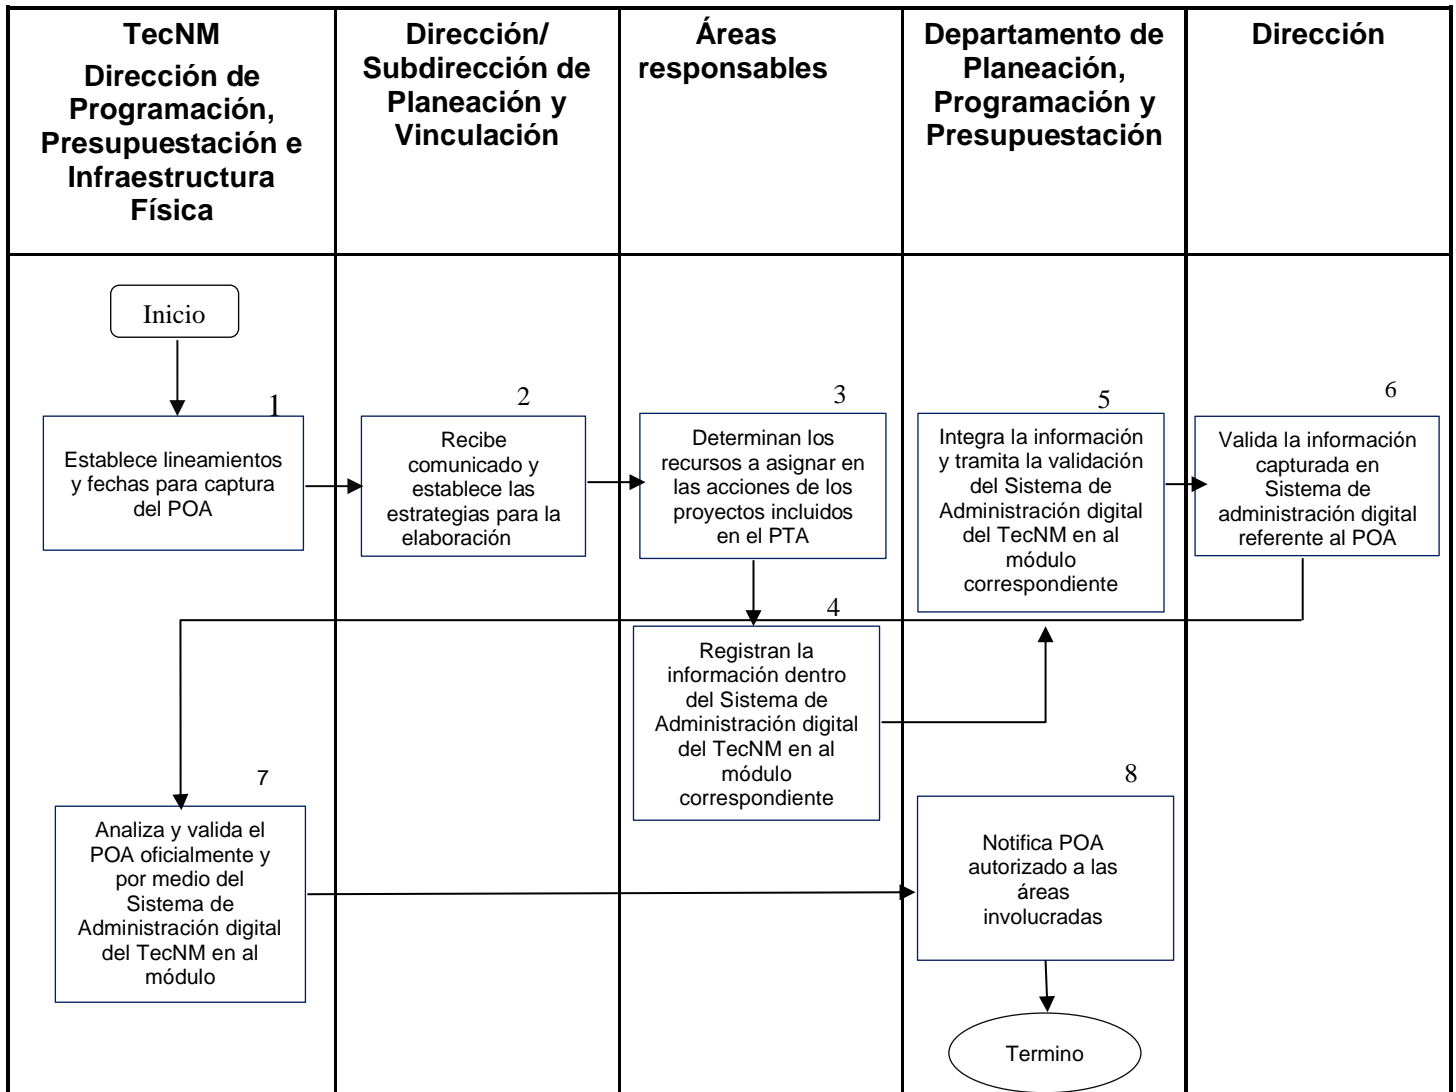 TecNM
Dirección de
Programación,
Presupuestación e
Infraestructura
Física
Dirección/
Subdirección de
Planeación y
Vinculación
Áreas
responsables
Departamento de
Planeación,
Programación y
Presupuestación
Dirección
Inicio
1
Establece lineamientos
y fechas para captura
del POA
2
Recibe
comunicado y
establece las
estrategias para la
elaboración
3
Determinan los
recursos a asignar en
las acciones de los
proyectos incluidos
en el PTA
4
Registran la
información dentro
del Sistema de
Administración digital
del TecNM en al
módulo
correspondiente
5
Integra la información
y tramita la validación
del Sistema de
Administración digital
del TecNM en al
módulo
correspondiente
6
Valida la información
capturada en
Sistema de
administración digital
referente al POA
7
Analiza y valida el
POA oficialmente y
por medio del
Sistema de
Administración digital
del TecNM en al
módulo
8
Notifica POA
autorizado a las
áreas
involucradas
Termino